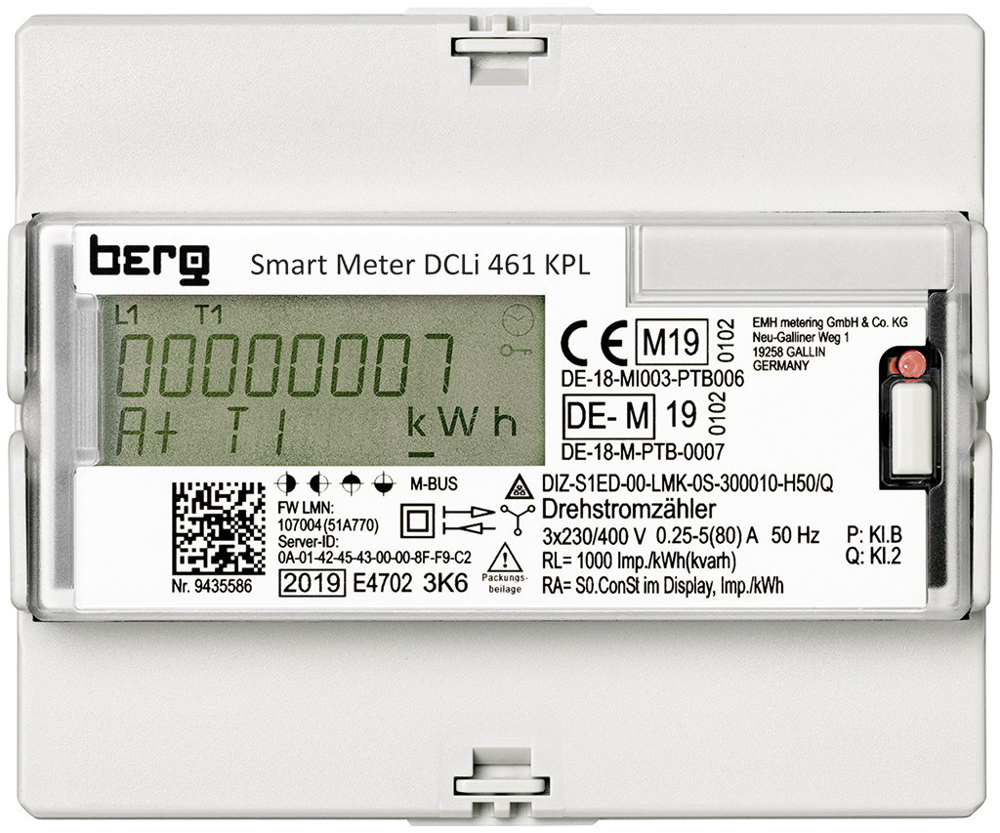 berg Smart Meter DCLi 461 KPL
L1 T1
00000007
A+ T1 kWh
CE M19 0102
DE-18-MI003-PTB006
DE-M 19 0102
DE-18-M-PTB-0007
EMH metering GmbH & Co. KG
Neu-Galliner Weg 1
19258 GALLIN
GERMANY
M-BUS
FW LMN:
107004 (51A770)
Server-ID:
0A-01-42-45-43-00-00-8F-F9-C2
Nr. 9435586
2019 E4702 3K6
Packungs-
beilage
DIZ-S1ED-00-LMK-0S-300010-H50/Q
Drehstromzähler
3x230/400 V 0.25-5(80) A 50 Hz
RL= 1000 Imp./kWh(kvarh)
RA= S0.ConSt im Display, Imp./kWh
P: Kl.B
Q: Kl.2